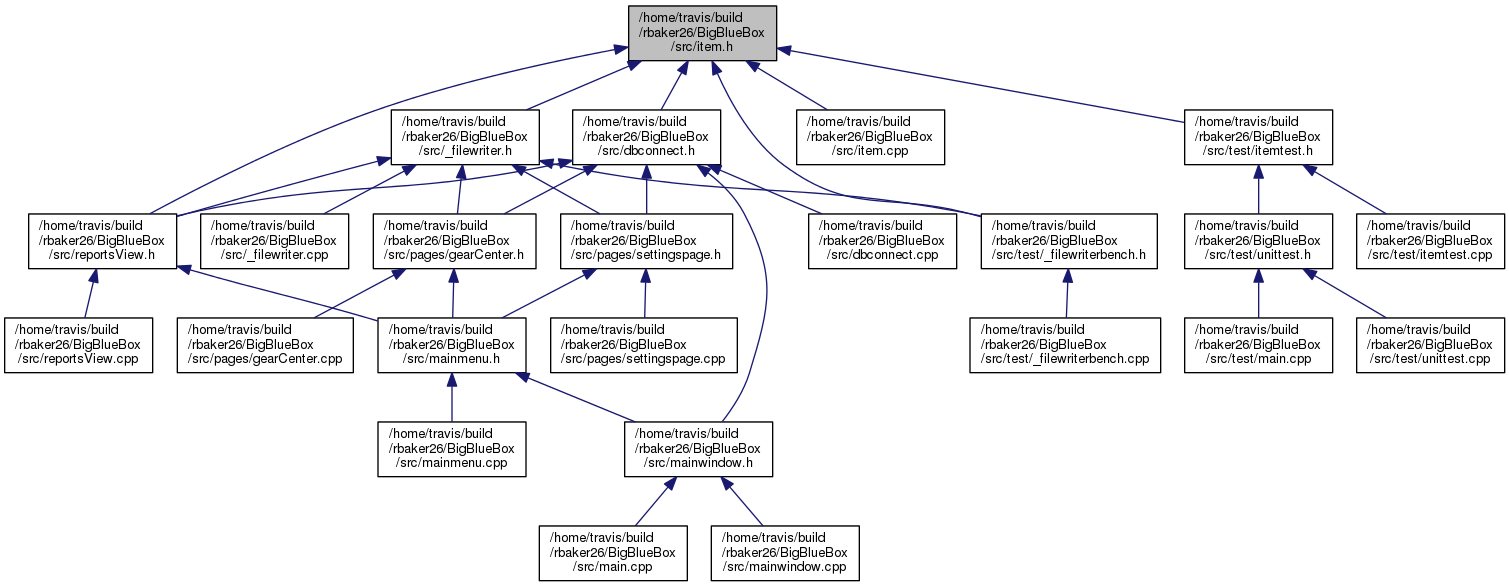 /home/travis/build
/rbaker26/BigBlueBox
/src/item.h
/home/travis/build
/rbaker26/BigBlueBox
/src/_filewriter.h
/home/travis/build
/rbaker26/BigBlueBox
/src/dbconnect.h
/home/travis/build
/rbaker26/BigBlueBox
/src/item.cpp
/home/travis/build
/rbaker26/BigBlueBox
/src/test/itemtest.h
/home/travis/build
/rbaker26/BigBlueBox
/src/reportsView.h
/home/travis/build
/rbaker26/BigBlueBox
/src/_filewriter.cpp
/home/travis/build
/rbaker26/BigBlueBox
/src/pages/gearCenter.h
/home/travis/build
/rbaker26/BigBlueBox
/src/pages/settingspage.h
/home/travis/build
/rbaker26/BigBlueBox
/src/dbconnect.cpp
/home/travis/build
/rbaker26/BigBlueBox
/src/test/_filewriterbench.h
/home/travis/build
/rbaker26/BigBlueBox
/src/test/unittest.h
/home/travis/build
/rbaker26/BigBlueBox
/src/test/itemtest.cpp
/home/travis/build
/rbaker26/BigBlueBox
/src/reportsView.cpp
/home/travis/build
/rbaker26/BigBlueBox
/src/pages/gearCenter.cpp
/home/travis/build
/rbaker26/BigBlueBox
/src/mainmenu.h
/home/travis/build
/rbaker26/BigBlueBox
/src/pages/settingspage.cpp
/home/travis/build
/rbaker26/BigBlueBox
/src/test/_filewriterbench.cpp
/home/travis/build
/rbaker26/BigBlueBox
/src/test/main.cpp
/home/travis/build
/rbaker26/BigBlueBox
/src/test/unittest.cpp
/home/travis/build
/rbaker26/BigBlueBox
/src/mainmenu.cpp
/home/travis/build
/rbaker26/BigBlueBox
/src/mainwindow.h
/home/travis/build
/rbaker26/BigBlueBox
/src/main.cpp
/home/travis/build
/rbaker26/BigBlueBox
/src/mainwindow.cpp